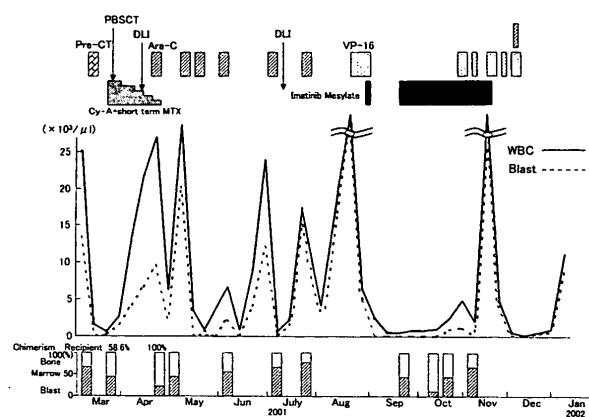 PBSCT
DLI
Pre-CT
Ara-C
DLI
VP-16
Imatinib Mesylate
Cy-A+short term MTX
(×10³/μl)
25
20
15
10
5
0
WBC
Blast
Chimerism Recipient 58.6% 100%
100(%)
Bone
Marrow 50
Blast 0
Mar Apr May Jun July Aug Sep Oct Nov Dec Jan
2001 2002